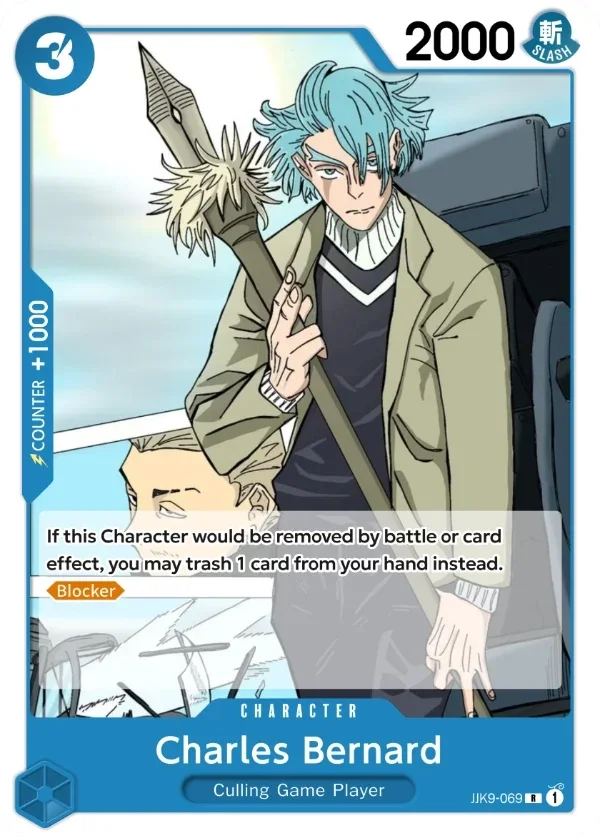 3
2000
斬
SLASH
COUNTER +1000
If this Character would be removed by battle or card
effect, you may trash 1 card from your hand instead.
Blocker
CHARACTER
Charles Bernard
Culling Game Player
JJK9-069 R 1